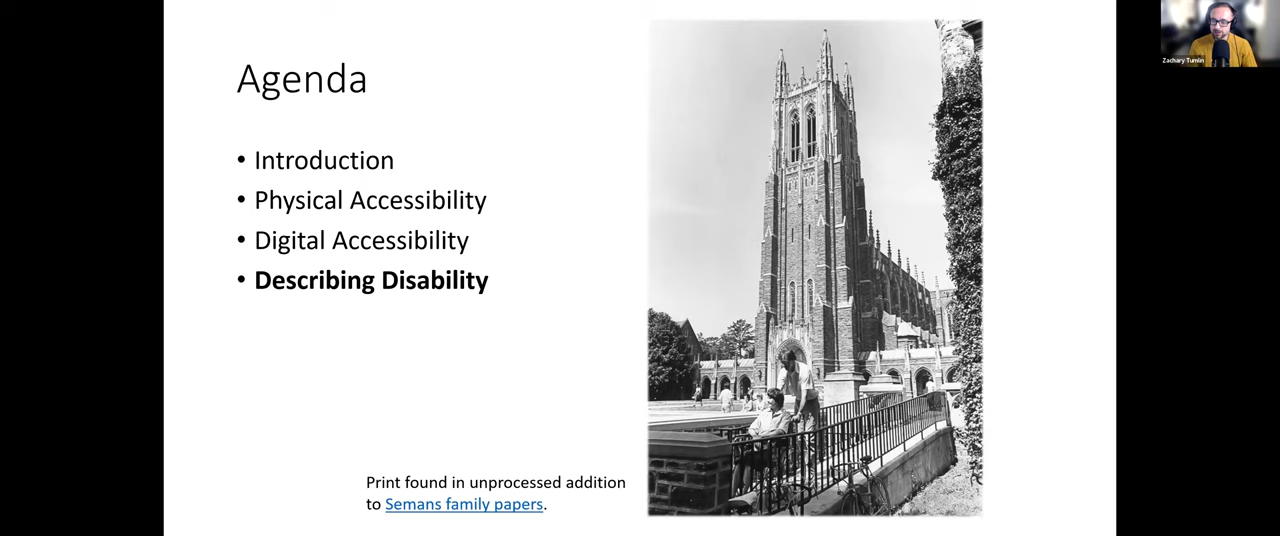 Agenda
• Introduction
• Physical Accessibility
• Digital Accessibility
• Describing Disability
Print found in unprocessed addition
to Semans family papers.
Zachary Tumlin